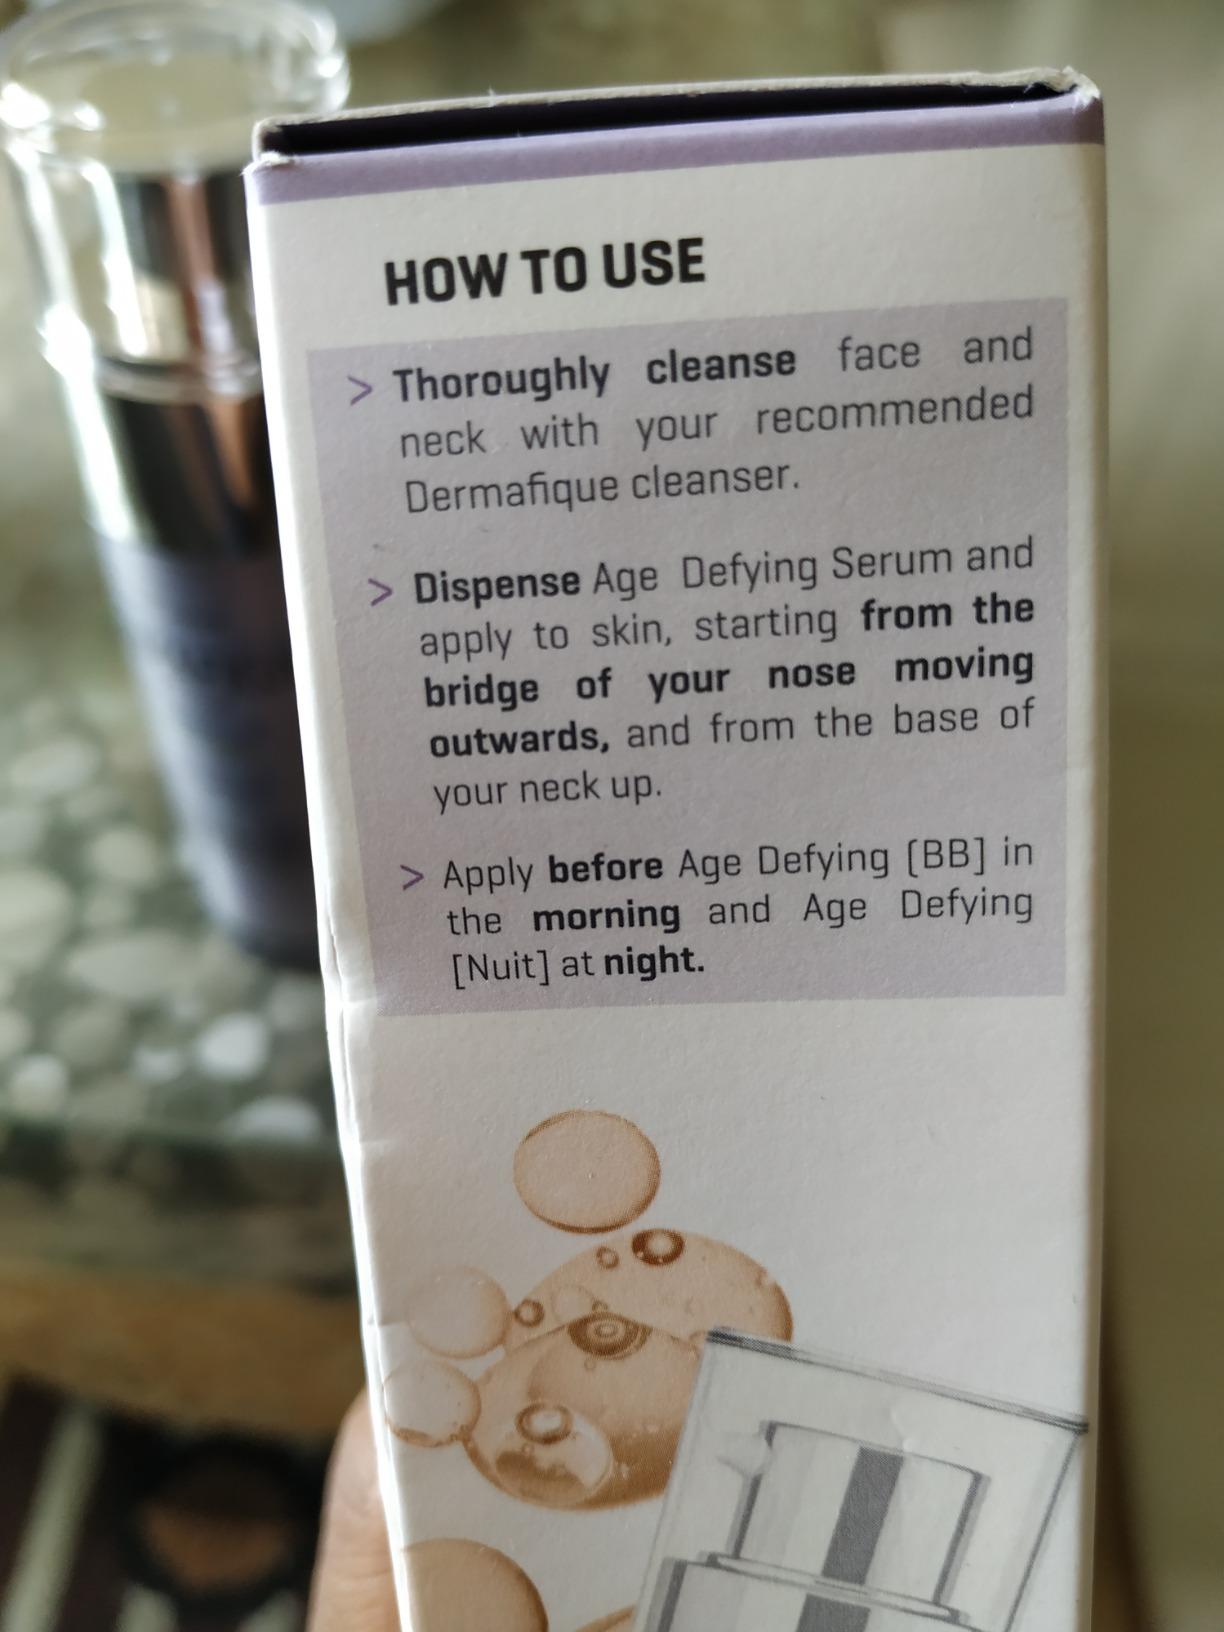 HOW TO USE
> Thoroughly cleanse face and
neck with your recommended
Dermafique cleanser.
> Dispense Age Defying Serum and
apply to skin, starting from the
bridge of your nose moving
outwards, and from the base of
your neck up.
> Apply before Age Defying [BB] in
the morning and Age Defying
[Nuit] at night.